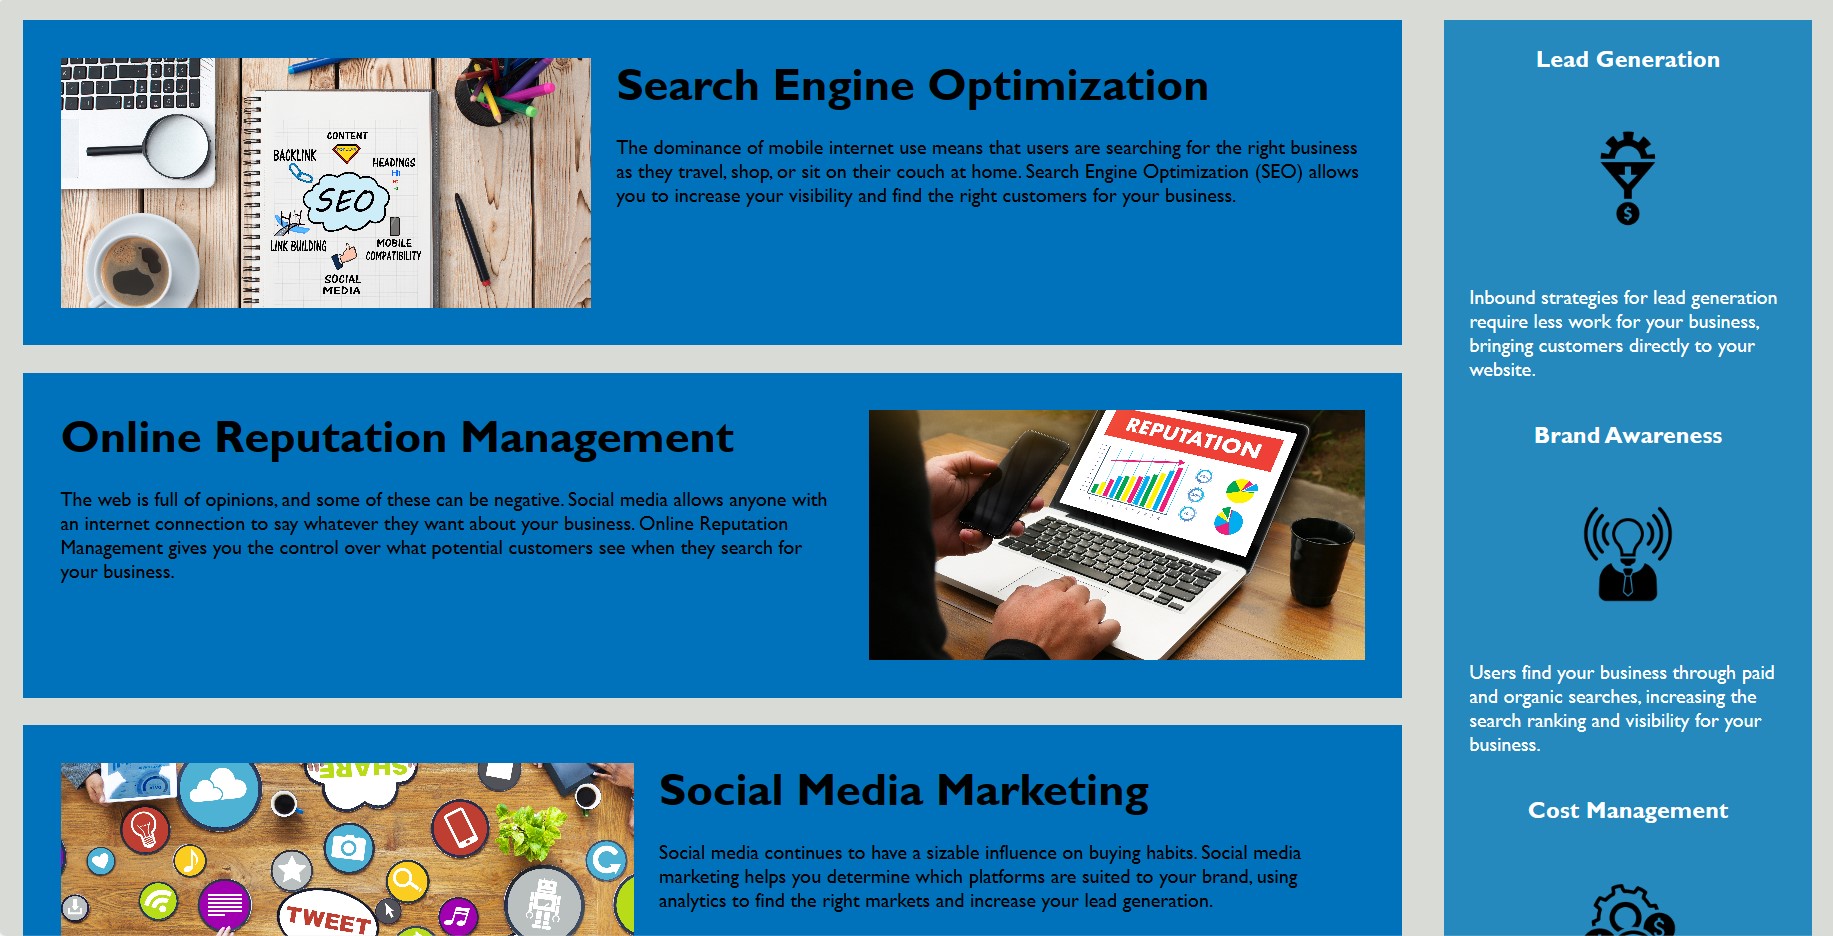 Search Engine Optimization
The dominance of mobile internet use means that users are searching for the right business
as they travel, shop, or sit on their couch at home. Search Engine Optimization (SEO) allows
you to increase your visibility and find the right customers for your business.
CONTENT
BACKLINK
HEADINGS
H1
SEO
LINK BUILDING
MOBILE
COMPATIBILITY
SOCIAL
MEDIA
Online Reputation Management
The web is full of opinions, and some of these can be negative. Social media allows anyone with
an internet connection to say whatever they want about your business. Online Reputation
Management gives you the control over what potential customers see when they search for
your business.
REPUTATION
Social Media Marketing
Social media continues to have a sizable influence on buying habits. Social media
marketing helps you determine which platforms are suited to your brand, using
analytics to find the right markets and increase your lead generation.
SHARE
TWEET
Lead Generation
$
Inbound strategies for lead generation
require less work for your business,
bringing customers directly to your
website.
Brand Awareness
Users find your business through paid
and organic searches, increasing the
search ranking and visibility for your
business.
Cost Management
$